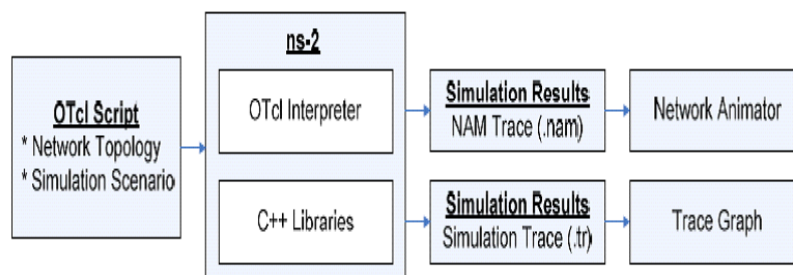 OTcl Script
* Network Topology
* Simulation Scenario
ns-2
OTcl Interpreter
C++ Libraries
Simulation Results
NAM Trace (.nam)
Simulation Results
Simulation Trace (.tr)
Network Animator
Trace Graph